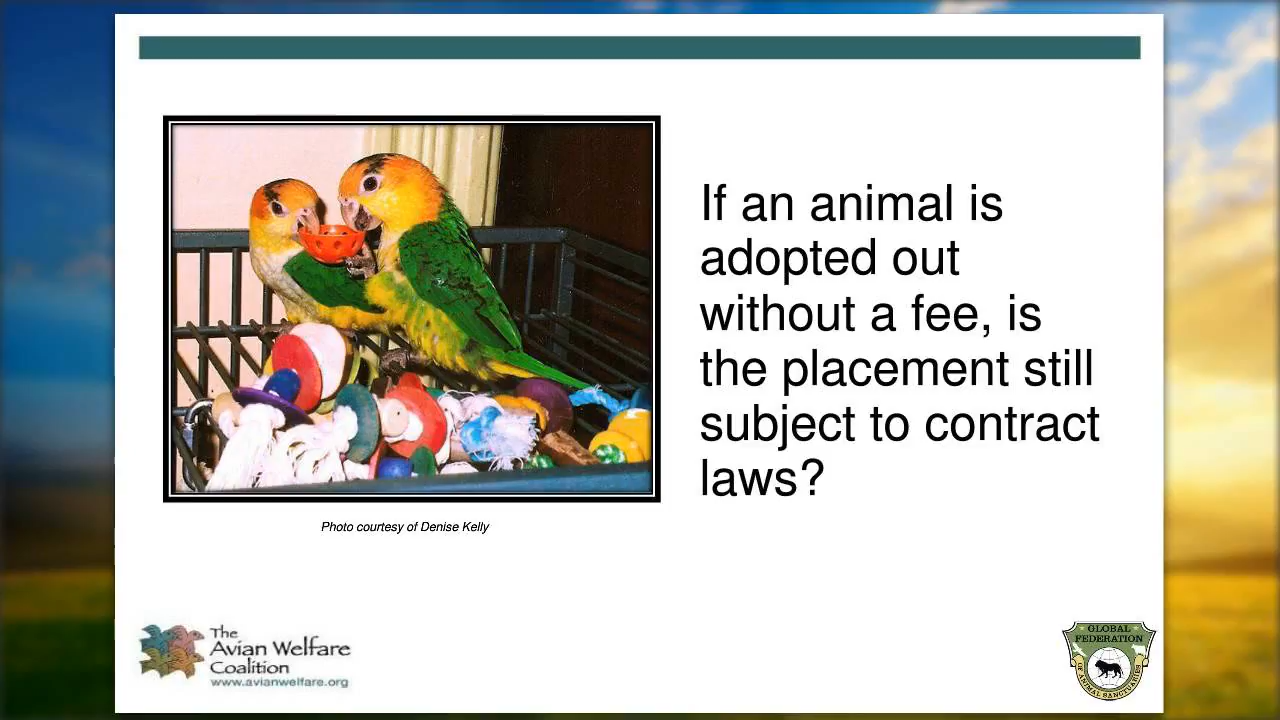 If an animal is
adopted out
without a fee, is
the placement still
subject to contract
laws?
Photo courtesy of Denise Kelly
The
Avian Welfare
Coalition
www.avianwelfare.org
GLOBAL
FEDERATION
OF ANIMAL SANCTUARIES